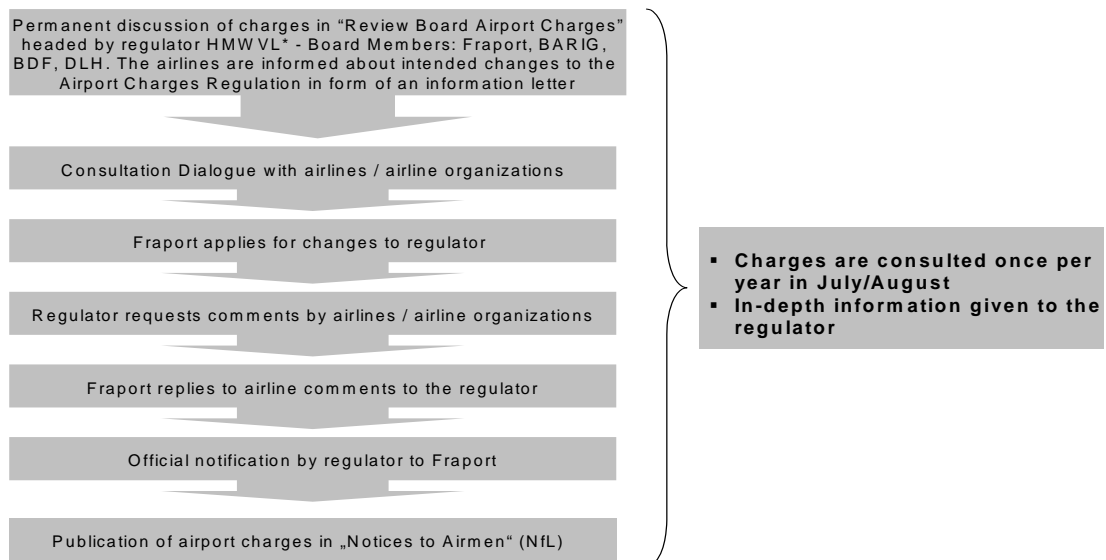 Permanent discussion of charges in “Review Board Airport Charges”
headed by regulator HMWVL* - Board Members: Fraport, BARIG,
BDF, DLH. The airlines are informed about intended changes to the
Airport Charges Regulation in form of an information letter
Consultation Dialogue with airlines / airline organizations
Fraport applies for changes to regulator
Regulator requests comments by airlines / airline organizations
Fraport replies to airline comments to the regulator
Official notification by regulator to Fraport
Publication of airport charges in „Notices to Airmen“ (NfL)
▪ Charges are consulted once per
year in July/August
▪ In-depth information given to the
regulator